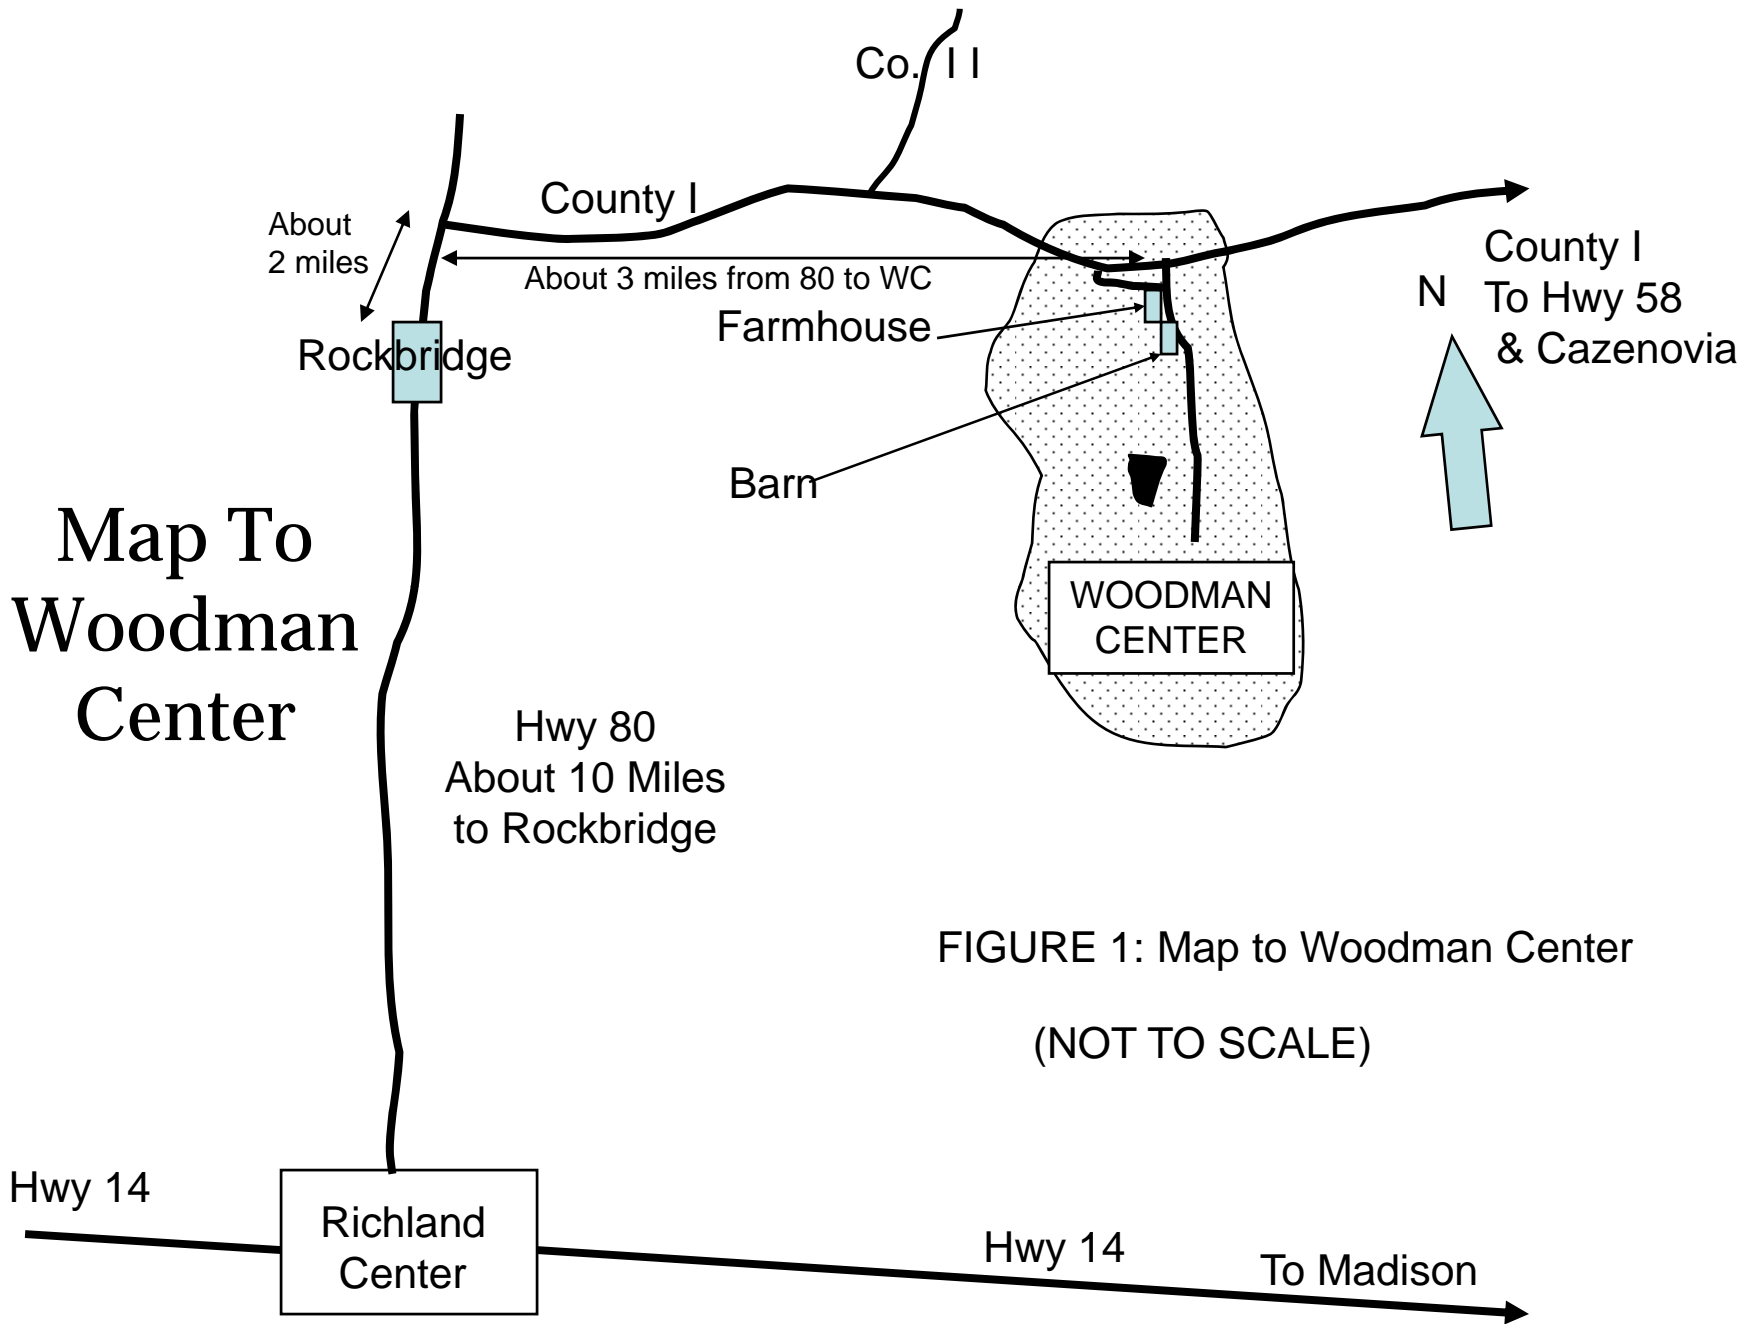 Co. I I
County I
About
2 miles
About 3 miles from 80 to WC
Farmhouse
Rockbridge
County I
To Hwy 58
& Cazenovia
N
Barn
Map To
Woodman
Center
WOODMAN
CENTER
Hwy 80
About 10 Miles
to Rockbridge
FIGURE 1: Map to Woodman Center
(NOT TO SCALE)
Hwy 14
Richland
Center
Hwy 14
To Madison